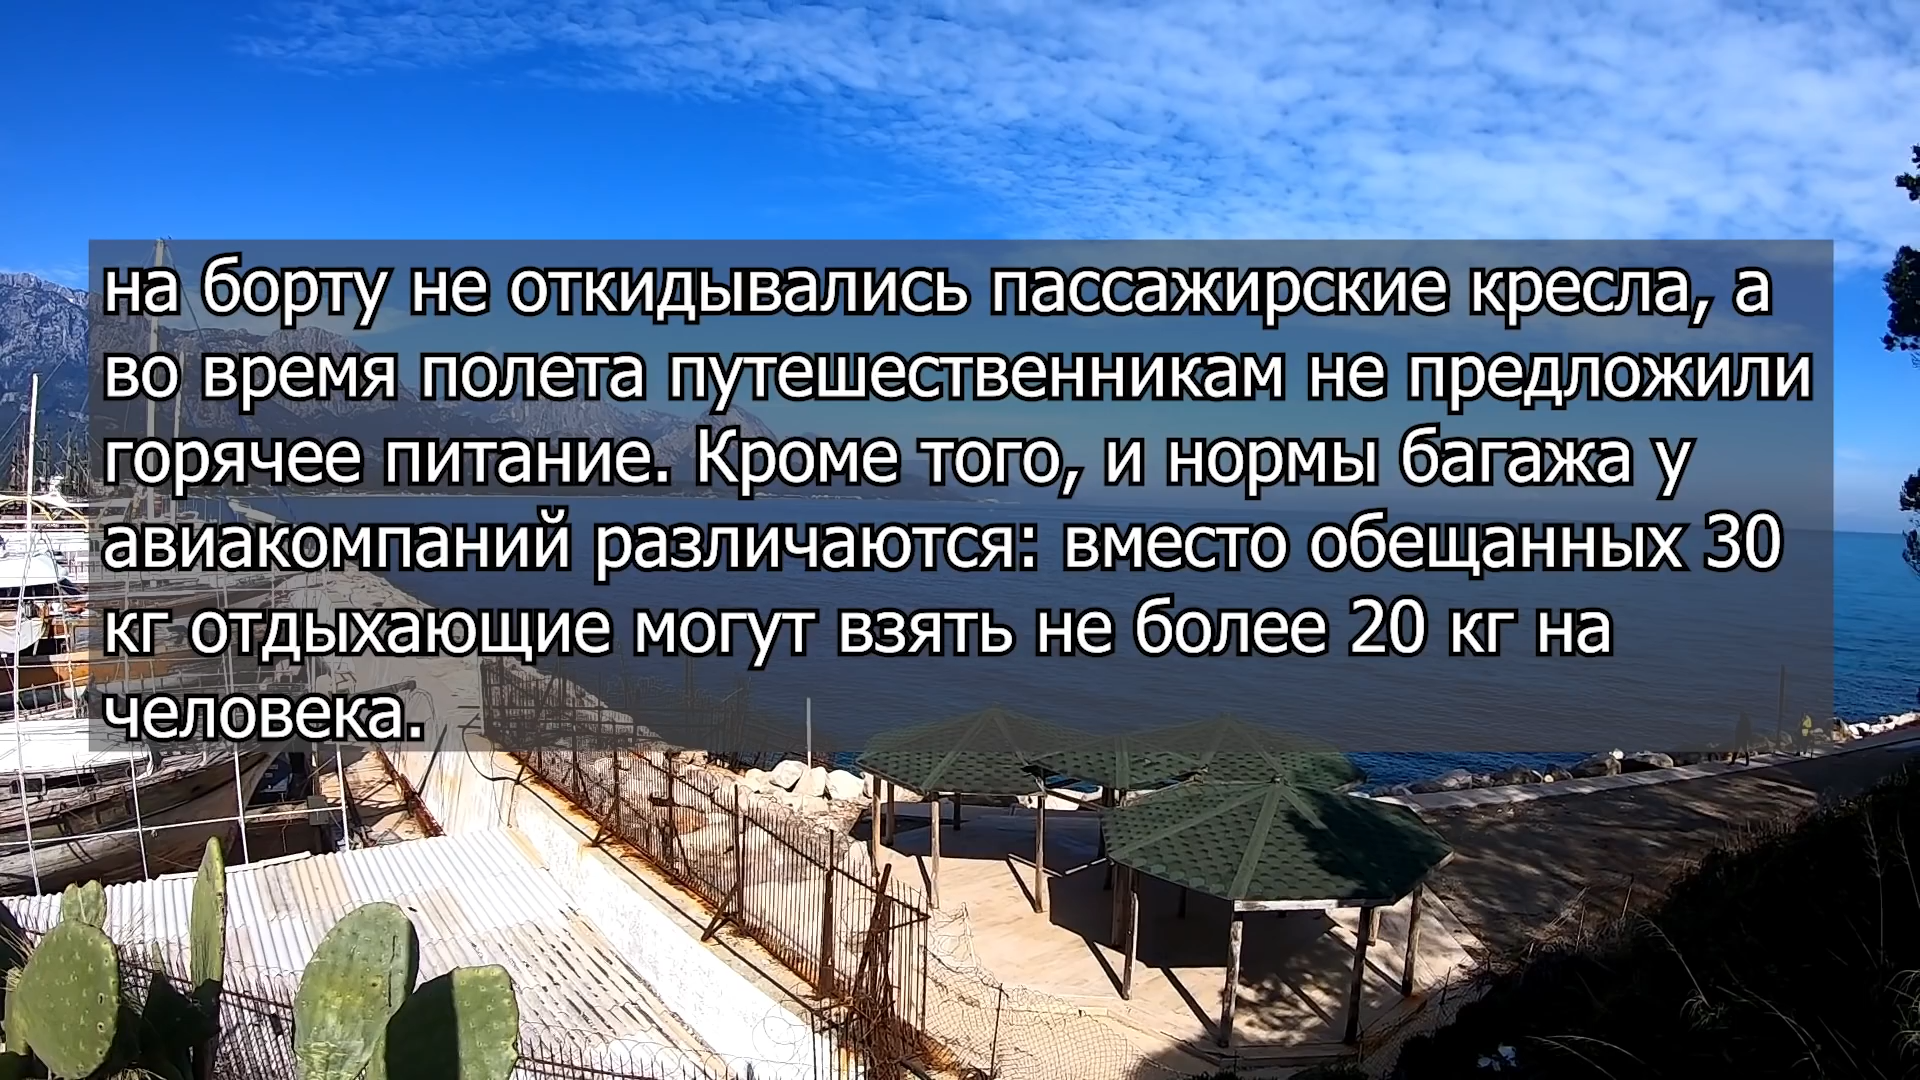 на борту не откидывались пассажирские кресла, а
во время полета путешественникам не предложили
горячее питание. Кроме того, и нормы багажа у
авиакомпаний различаются: вместо обещанных 30
кг отдыхающие могут взять не более 20 кг на
человека.